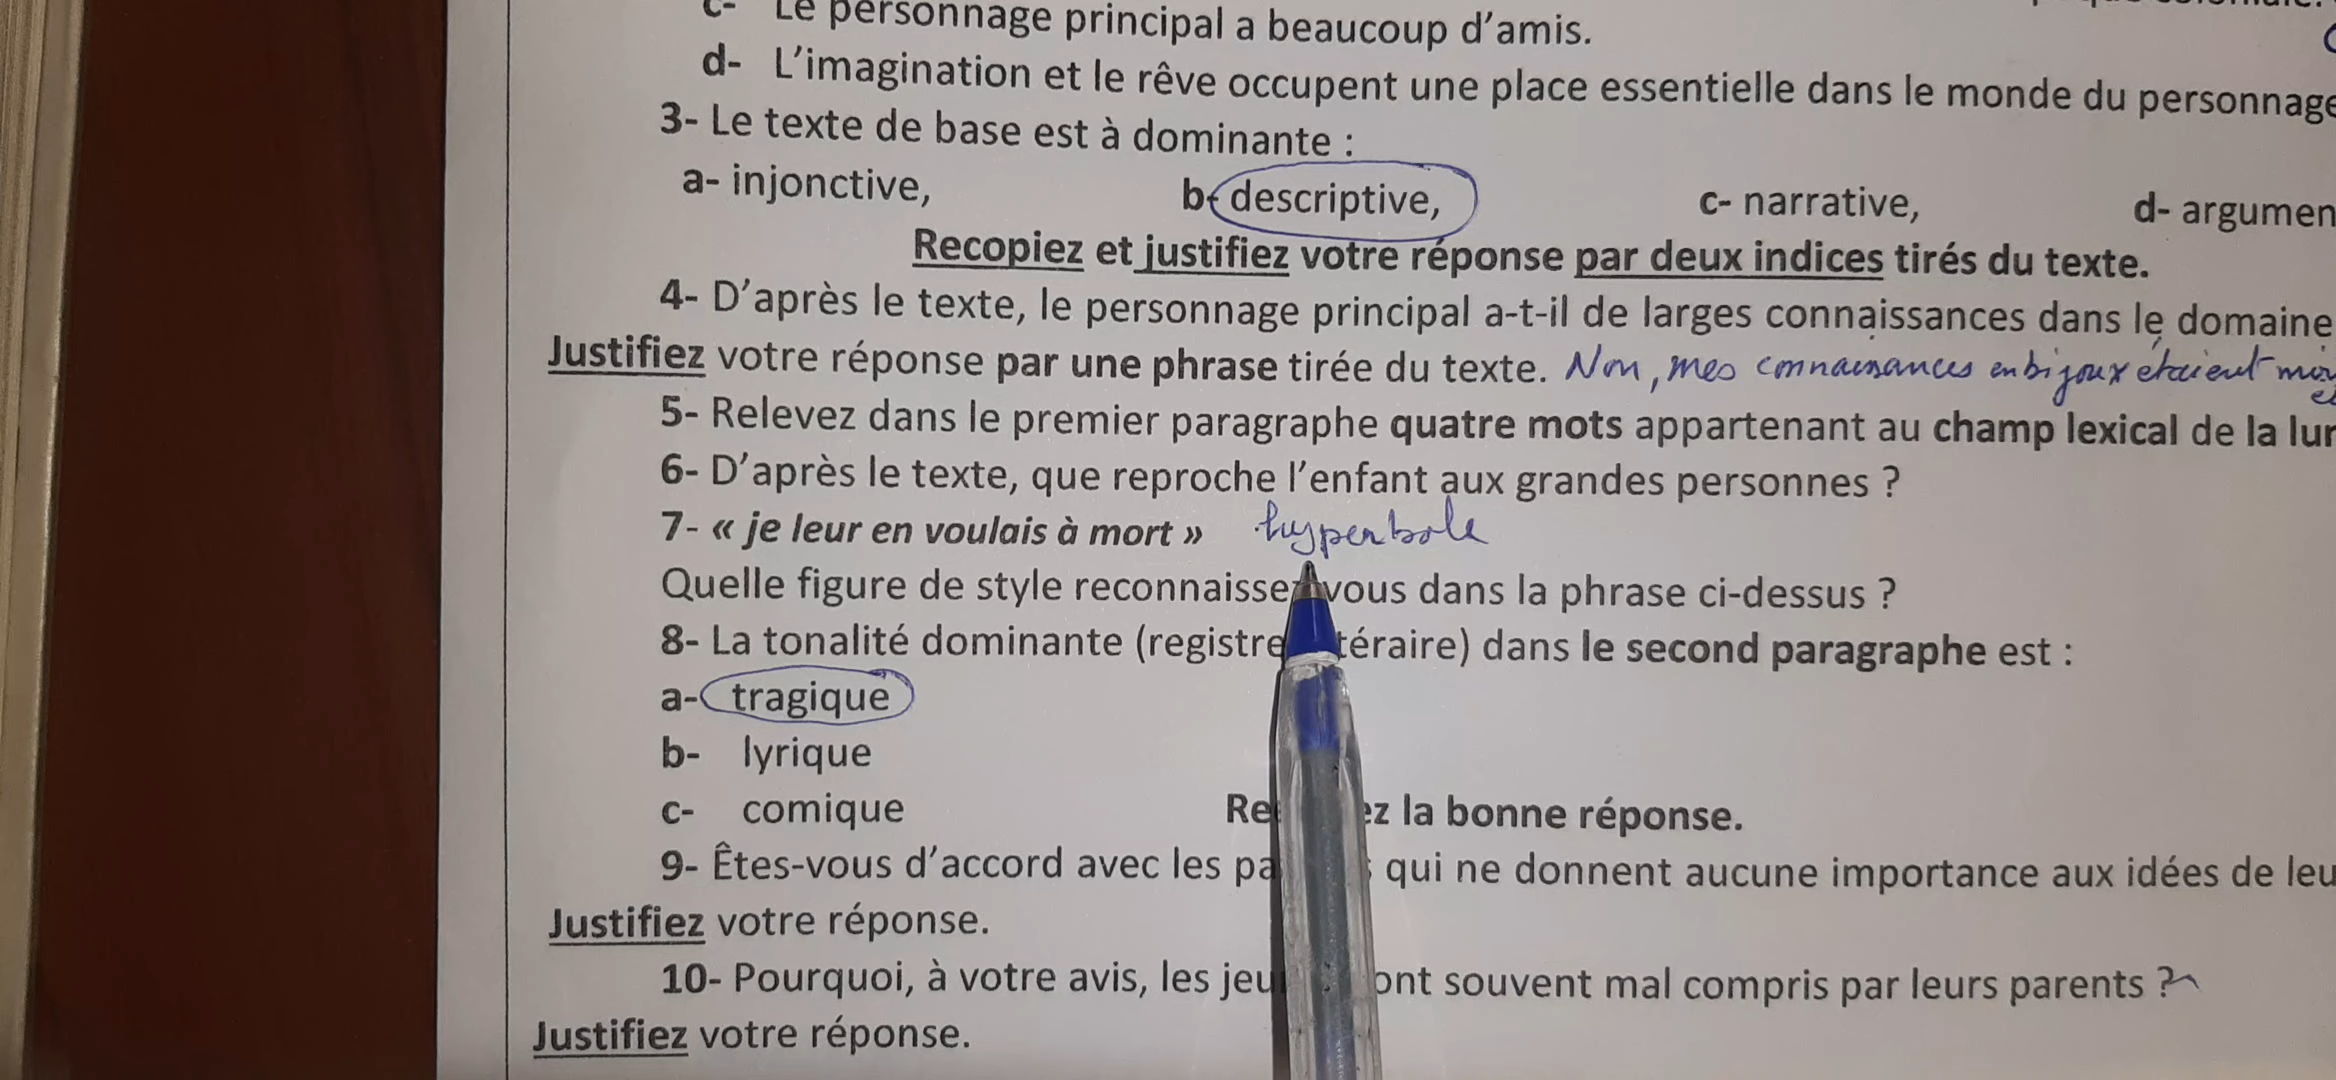 c- Le personnage principal a beaucoup d'amis.
d- L'imagination et le rêve occupent une place essentielle dans le monde du personnage
3- Le texte de base est à dominante :
a- injonctive, b- descriptive, c- narrative, d- argumen
Recopiez et justifiez votre réponse par deux indices tirés du texte.
4- D'après le texte, le personnage principal a-t-il de larges connaissances dans le domaine
Justifiez votre réponse par une phrase tirée du texte. Non, mes connaissances en bijoux étaient
5- Relevez dans le premier paragraphe quatre mots appartenant au champ lexical de la lu
6- D'après le texte, que reproche l'enfant aux grandes personnes ?
7- « je leur en voulais à mort » hyperbole
Quelle figure de style reconnaissez vous dans la phrase ci-dessus ?
8- La tonalité dominante (registre téraire) dans le second paragraphe est :
a- tragique
b- lyrique
c- comique Re ez la bonne réponse.
9- Êtes-vous d'accord avec les pa s qui ne donnent aucune importance aux idées de leu
Justifiez votre réponse.
10- Pourquoi, à votre avis, les jeu ont souvent mal compris par leurs parents ?
Justifiez votre réponse.